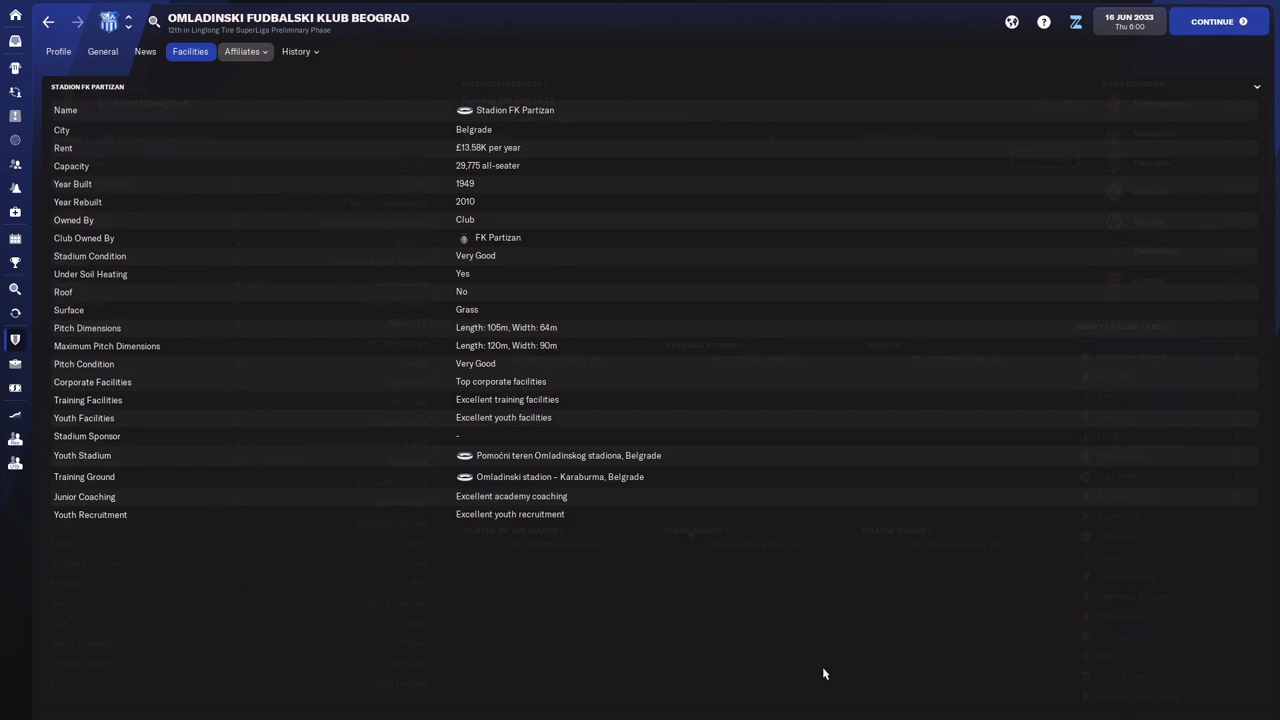 OMLADINSKI FUDBALSKI KLUB BEOGRAD
12th in Linglong Tire SuperLiga Preliminary Phase
16 JUN 2033
Thu 6:00
CONTINUE
Profile
General
News
Facilities
Affiliates
History
STADION FK PARTIZAN
Name Stadion FK Partizan
City Belgrade
Rent £13.58K per year
Capacity 29,775 all-seater
Year Built 1949
Year Rebuilt 2010
Owned By Club
Club Owned By FK Partizan
Stadium Condition Very Good
Under Soil Heating Yes
Roof No
Surface Grass
Pitch Dimensions Length: 105m, Width: 64m
Maximum Pitch Dimensions Length: 120m, Width: 90m
Pitch Condition Very Good
Corporate Facilities Top corporate facilities
Training Facilities Excellent training facilities
Youth Facilities Excellent youth facilities
Stadium Sponsor -
Youth Stadium Pomoćni teren Omladinskog stadiona, Belgrade
Training Ground Omladinski stadion – Karaburma, Belgrade
Junior Coaching Excellent academy coaching
Youth Recruitment Excellent youth recruitment